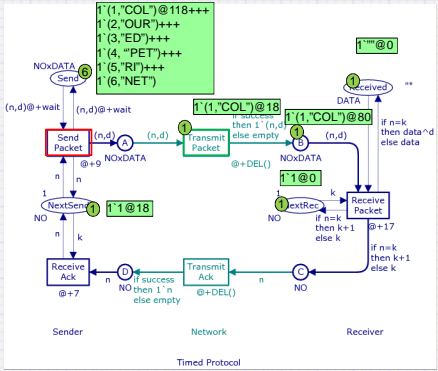 1`(1,"COL")@118+++
1`(2,"OUR")+++
1`(3,"ED")+++
1`(4, "PET")+++
1`(5,"RI")+++
1`(6,"NET")
1`""@0
NOxDATA
Send
6
1
Received
""
DATA
(n,d)@+wait
(n,d)@+wait
1`(1,"COL")@18
1`(1,"COL")@80
if success
then 1`(n,d)
else empty
if n=k
then data^d
else data
Send
Packet
(n,d)
A
(n,d)
1
Transmit
Packet
1
B
(n,d)
@+9
NOxDATA
@+DEL()
NOxDATA
n
n
1`1@0
1
NextSend
1
1`1@18
NO
1
1
NextRec
NO
k
if n=k
then k+1
else k
Receive
Packet
@+17
n
k
if n=k
then k+1
else k
Receive
Ack
n
D
if success
then 1`n
else empty
Transmit
Ack
n
C
n
@+7
NO
@+DEL()
NO
Sender
Network
Receiver
Timed Protocol